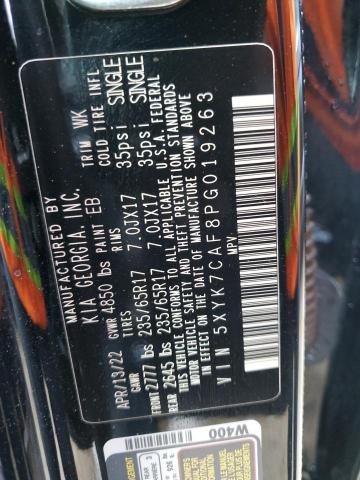 MANUFACTURED BY
KIA GEORGIA, INC.
APR/13/22 GVWR 4850 lbs PAINT EB TRIM WK
GAWR TIRES RIMS COLD TIRE INFL
FRONT 2777 lbs 235/65R17 7.0JX17 35psi SINGLE
REAR 2645 lbs 235/65R17 7.0JX17 35psi SINGLE
THIS VEHICLE CONFORMS TO ALL APPLICABLE U.S.A. FEDERAL
MOTOR VEHICLE SAFETY AND THEFT PREVENTION STANDARDS
IN EFFECT ON THE DATE OF MANUFACTURE SHOWN ABOVE
VIN 5XYK7CAF8PG019263
MPV
W400